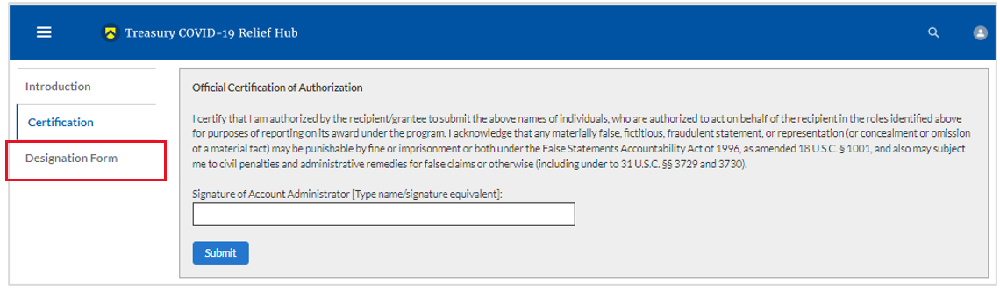 Treasury COVID-19 Relief Hub
Introduction
Certification
Designation Form
Official Certification of Authorization
I certify that I am authorized by the recipient/grantee to submit the above names of individuals, who are authorized to act on behalf of the recipient in the roles identified above
for purposes of reporting on its award under the program. I acknowledge that any materially false, fictitious, fraudulent statement, or representation (or concealment or omission
of a material fact) may be punishable by fine or imprisonment or both under the False Statements Accountability Act of 1996, as amended 18 U.S.C. § 1001, and also may subject
me to civil penalties and administrative remedies for false claims or otherwise (including under to 31 U.S.C. §§ 3729 and 3730).
Signature of Account Administrator [Type name/signature equivalent]:
Submit